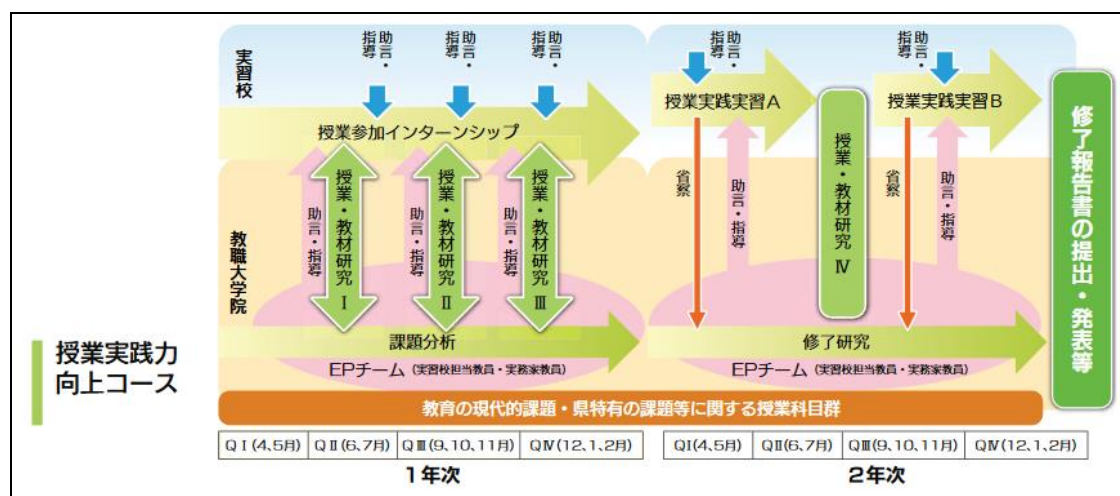 実習校
助言・
指導
助言・
指導
助言・
指導
授業参加インターンシップ
助言・
指導
授業実践実習A
助言・
指導
授業実践実習B
教職大学院
助言・指導
授業・教材研究 Ⅰ
助言・指導
授業・教材研究 Ⅱ
助言・指導
授業・教材研究 Ⅲ
省察
助言・指導
授業・教材研究 Ⅳ
省察
助言・指導
課題分析
修了研究
EPチーム（実習校担当教員・実務家教員）
EPチーム（実習校担当教員・実務家教員）
修了報告書の提出・発表等
授業実践力
向上コース
教育の現代的課題・県特有の課題等に関する授業科目群
QⅠ(4、5月)
QⅡ(6、7月)
QⅢ(9、10、11月)
QⅣ(12、1、2月)
QⅠ(4、5月)
QⅡ(6、7月)
QⅢ(9、10、11月)
QⅣ(12、1、2月)
1年次
2年次